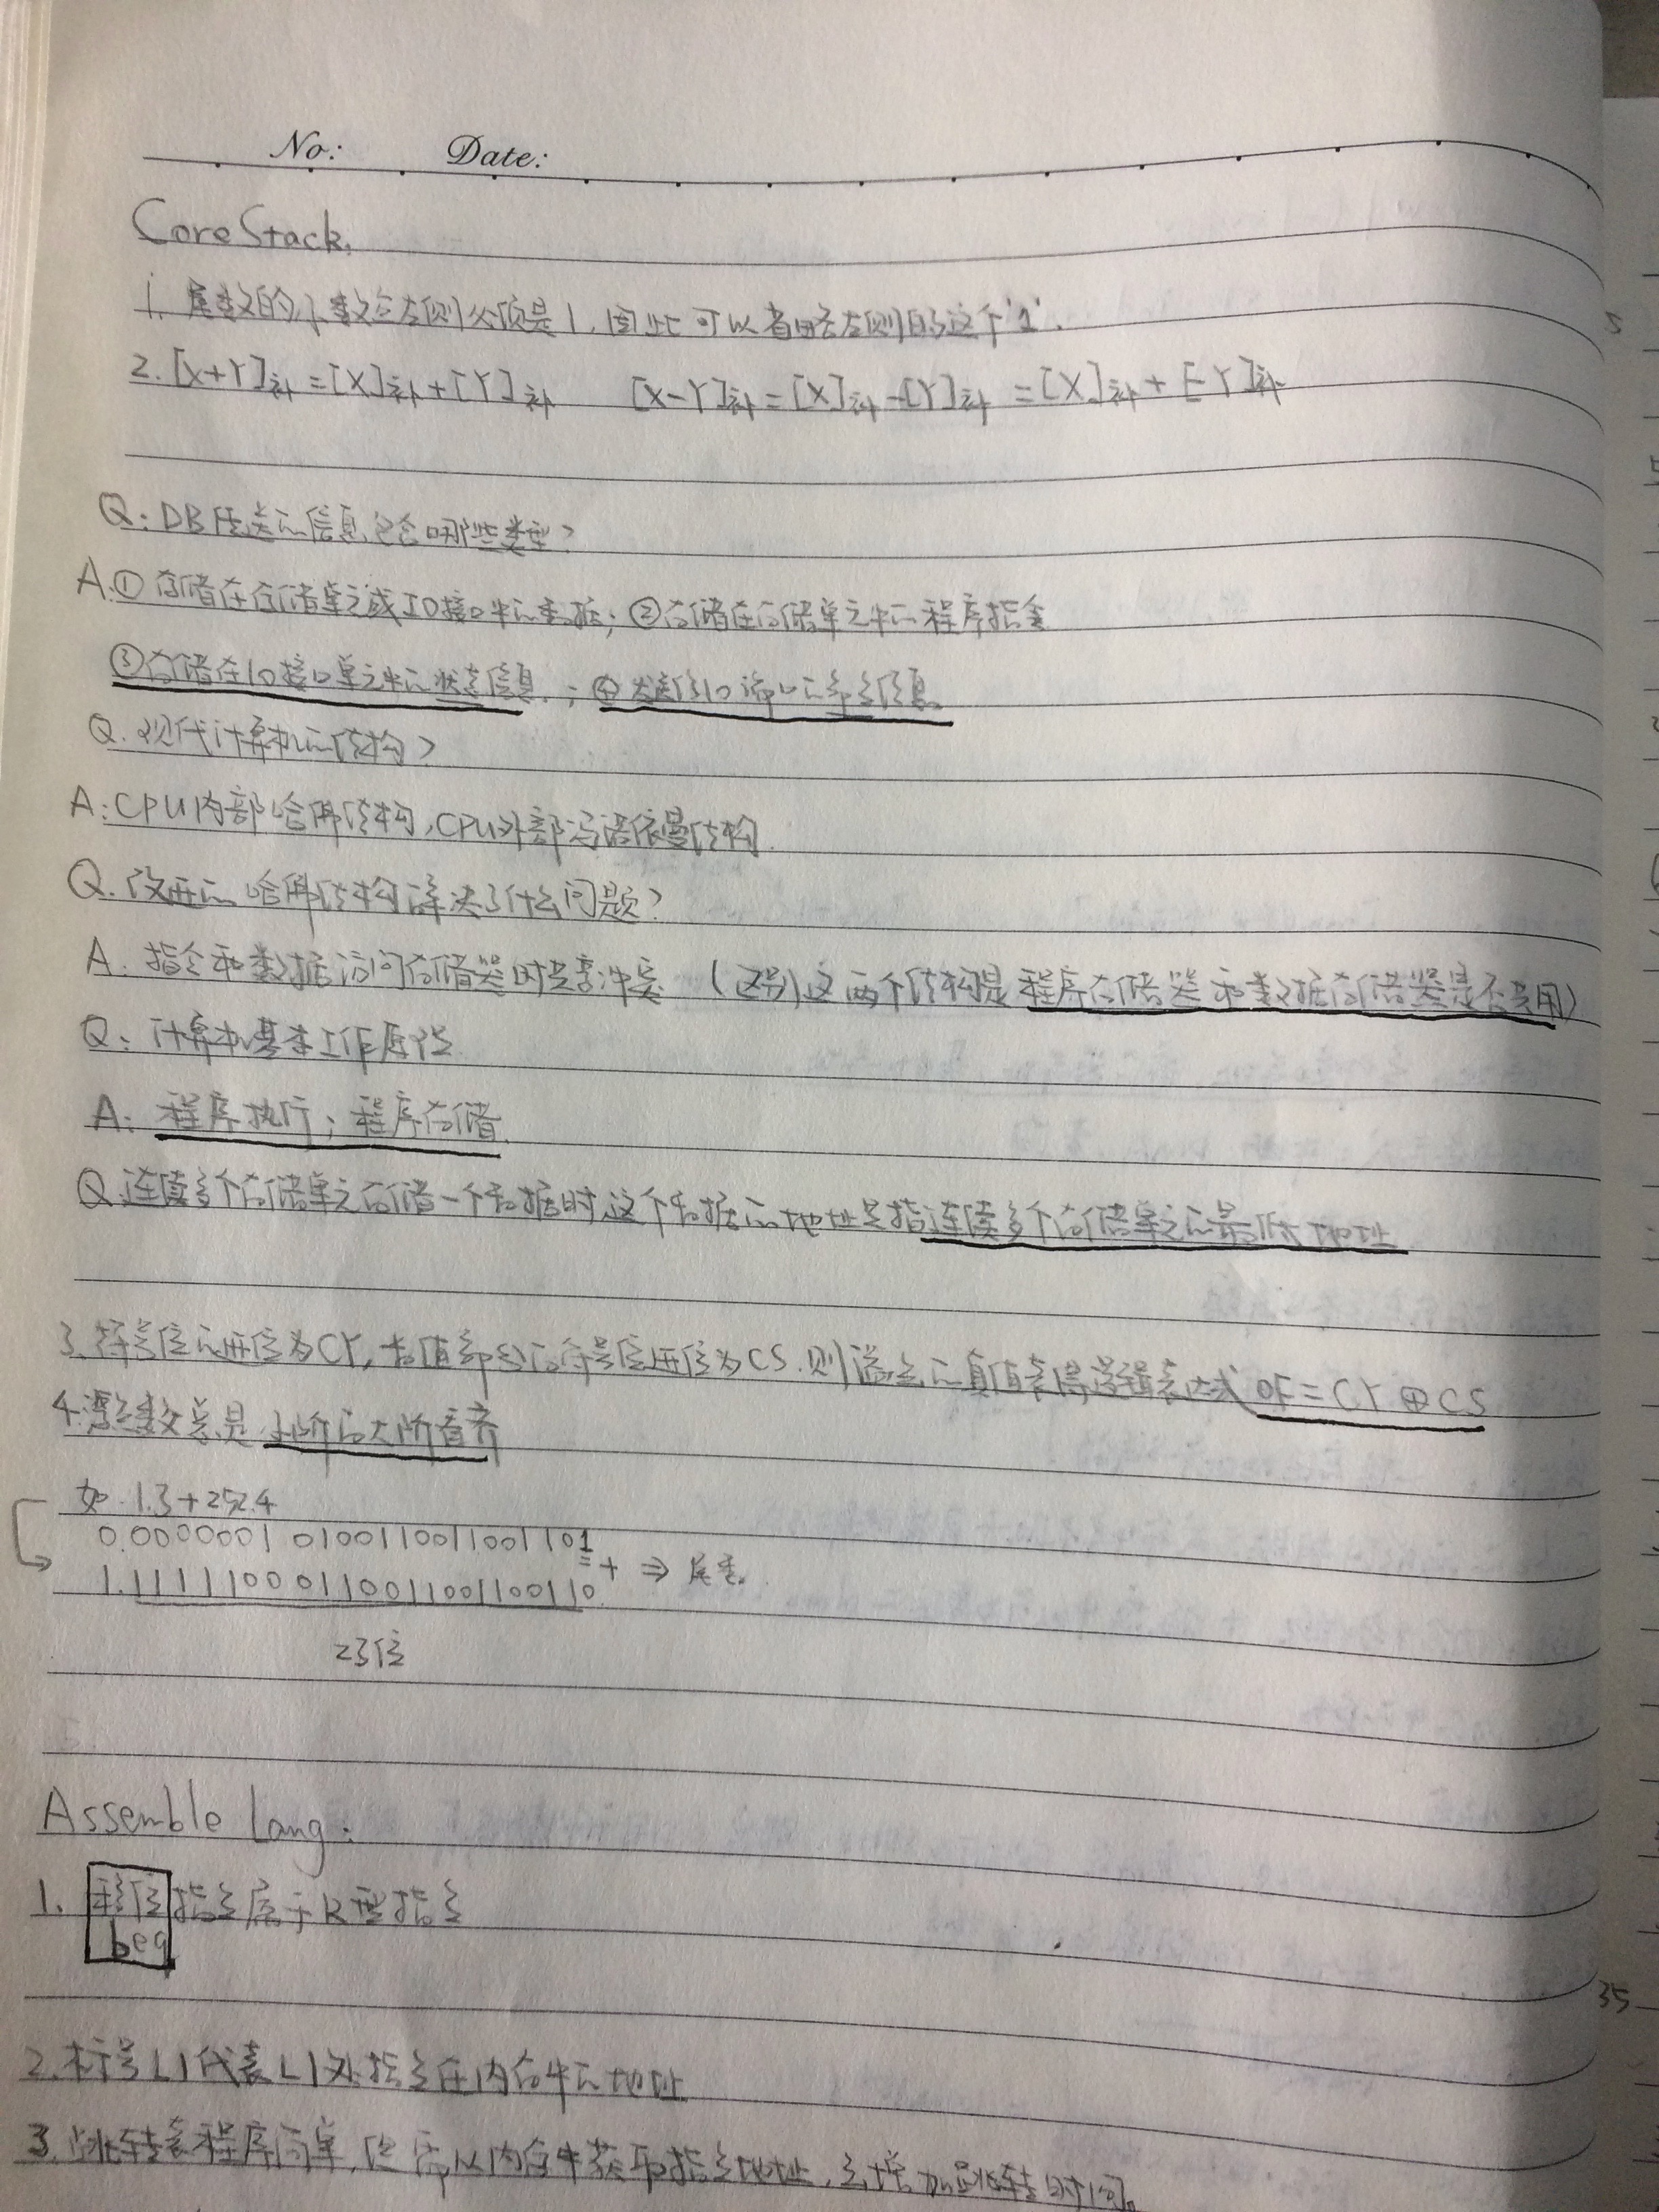 No: Date:
Core Stack.
1. 尾数的小数点左侧必须是1,因此可以省略左侧的这个'1'.
2. [X+Y]补=[X]补+[Y]补 [X-Y]补=[X]补-[Y]补=[X]补+[-Y]补
Q: DB传送的信息包含哪些类型?
A:①存储在存储单元或IO接口中的数据;②存储在存储单元中的程序指令
③存储在IO接口单元中的状态信息;④发送给IO端口的命令信息.
Q.现代计算机的结构?
A:CPU内部哈佛结构,CPU外部冯诺依曼结构.
Q.改进的哈佛结构解决了什么问题?
A.指令和数据访问存储器时共享冲突 (区别这两个结构是程序存储器和数据存储器是否共用)
Q:计算机基本工作原理
A: 程序执行;程序存储.
Q.连续多个存储单元存储一个数据时,这个数据的地址是指连续多个存储单元的最低地址
3.符号位的进位为CY,数值部分的符号位进位为CS.则溢出的真值表得逻辑表达式 OF=CY⊕CS
4.浮点数总是小阶向大阶看齐
如.1.3+252.4
0.0000001 0100110011001101
1.11111000110011001100110 + ⇒ 尾数.
23位
Assemble Lang.
1. 移位指令属于R型指令
beq
35
2.标号L1代表L1处指令在内存中的地址
3.跳转表程序简单,但需从内存中获取指令地址,会增加跳转时间。